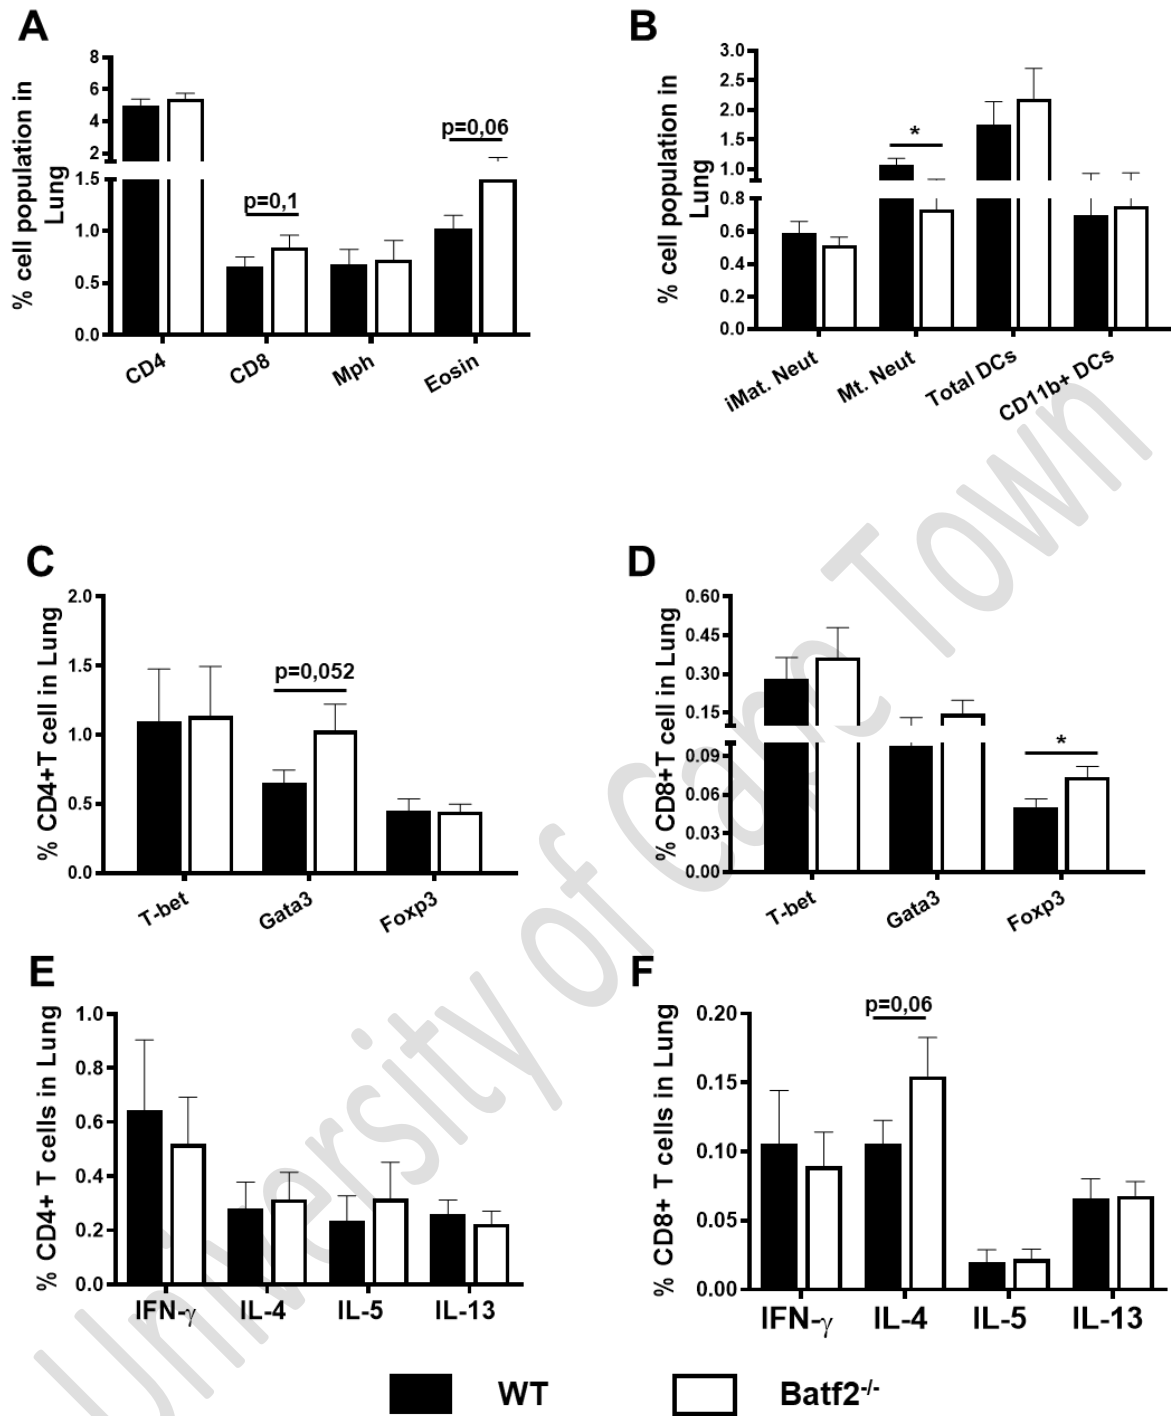 A
% cell population in
Lung
8
6
4
2
1.5
1.0
0.5
0.0
p=0,1
p=0,06
CD4
CD8
Mph
Eosin
B
% cell population in
Lung
3.0
2.5
2.0
1.5
1.0
0.8
0.6
0.4
0.2
0.0
*
iMat. Neut
Mt. Neut
Total DCs
CD11b+ DCs
C
% CD4+T cell in Lung
2.0
1.5
1.0
0.5
0.0
p=0,052
T-bet
Gata3
Foxp3
D
% CD8+T cell in Lung
0.60
0.45
0.30
0.15
0.09
0.06
0.03
0.00
*
T-bet
Gata3
Foxp3
E
% CD4+ T cells in Lung
1.0
0.8
0.6
0.4
0.2
0.0
IFN-γ
IL-4
IL-5
IL-13
F
% CD8+ T cells in Lung
0.20
0.15
0.10
0.05
0.00
p=0,06
IFN-γ
IL-4
IL-5
IL-13
WT
Batf2-/-
University of Cape Town